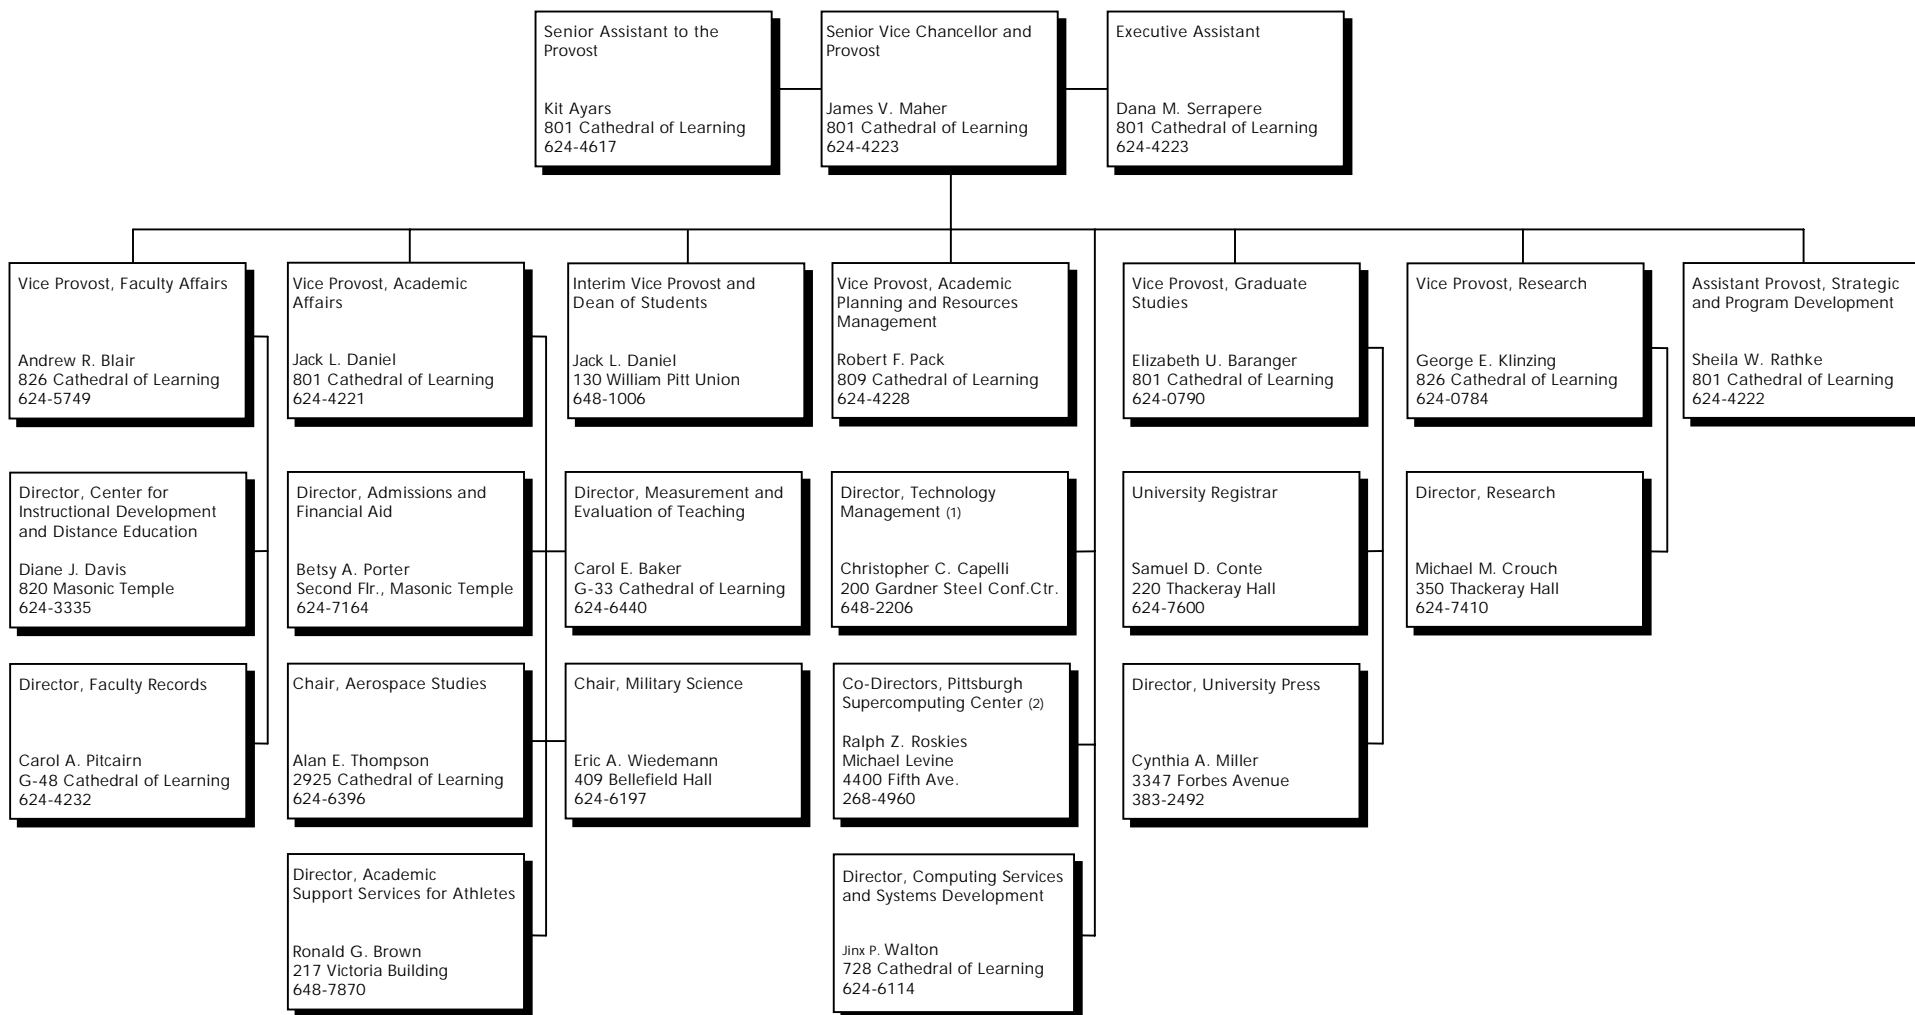 Senior Assistant to the
Provost
Kit Ayars
801 Cathedral of Learning
624-4617
Senior Vice Chancellor and
Provost
James V. Maher
801 Cathedral of Learning
624-4223
Executive Assistant
Dana M. Serrapere
801 Cathedral of Learning
624-4223
Vice Provost, Faculty Affairs
Andrew R. Blair
826 Cathedral of Learning
624-5749
Vice Provost, Academic
Affairs
Jack L. Daniel
801 Cathedral of Learning
624-4221
Interim Vice Provost and
Dean of Students
Jack L. Daniel
130 William Pitt Union
648-1006
Vice Provost, Academic
Planning and Resources
Management
Robert F. Pack
809 Cathedral of Learning
624-4228
Vice Provost, Graduate
Studies
Elizabeth U. Baranger
801 Cathedral of Learning
624-0790
Vice Provost, Research
George E. Klinzing
826 Cathedral of Learning
624-0784
Assistant Provost, Strategic
and Program Development
Sheila W. Rathke
801 Cathedral of Learning
624-4222
Director, Center for
Instructional Development
and Distance Education
Diane J. Davis
820 Masonic Temple
624-3335
Director, Admissions and
Financial Aid
Betsy A. Porter
Second Flr., Masonic Temple
624-7164
Director, Measurement and
Evaluation of Teaching
Carol E. Baker
G-33 Cathedral of Learning
624-6440
Director, Technology
Management (1)
Christopher C. Capelli
200 Gardner Steel Conf.Ctr.
648-2206
University Registrar
Samuel D. Conte
220 Thackeray Hall
624-7600
Director, Research
Michael M. Crouch
350 Thackeray Hall
624-7410
Director, Faculty Records
Carol A. Pitcairn
G-48 Cathedral of Learning
624-4232
Chair, Aerospace Studies
Alan E. Thompson
2925 Cathedral of Learning
624-6396
Chair, Military Science
Eric A. Wiedemann
409 Bellefield Hall
624-6197
Co-Directors, Pittsburgh
Supercomputing Center (2)
Ralph Z. Roskies
Michael Levine
4400 Fifth Ave.
268-4960
Director, University Press
Cynthia A. Miller
3347 Forbes Avenue
383-2492
Director, Academic
Support Services for Athletes
Ronald G. Brown
217 Victoria Building
648-7870
Director, Computing Services
and Systems Development
Jinx P. Walton
728 Cathedral of Learning
624-6114